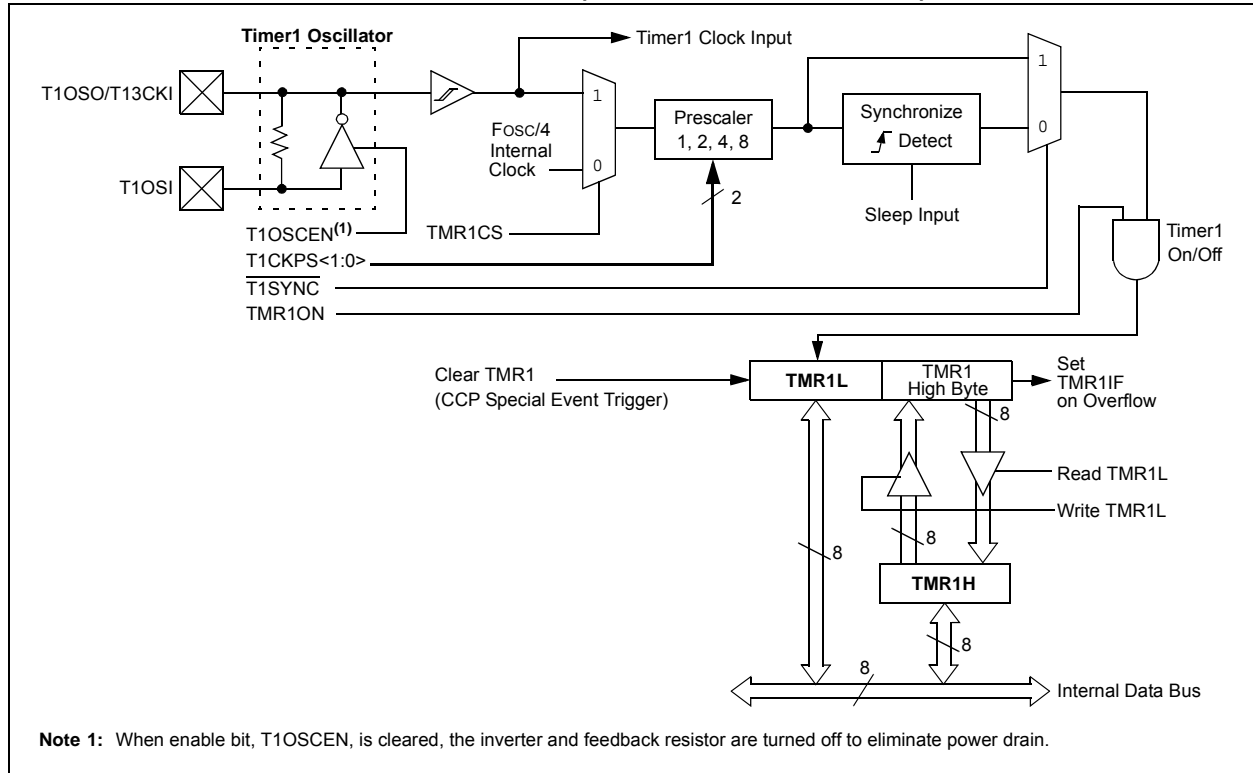 Timer1 Oscillator
Timer1 Clock Input
T1OSO/T13CKI
1
FOSC/4
Internal
Clock
0
Prescaler
1, 2, 4, 8
Synchronize
Detect
1
0
T1OSI
2
Sleep Input
T1OSCEN(1)
TMR1CS
Timer1
On/Off
T1CKPS<1:0>
T1SYNC
TMR1ON
Clear TMR1
(CCP Special Event Trigger)
TMR1L
TMR1
High Byte
Set
TMR1IF
on Overflow
8
Read TMR1L
Write TMR1L
8
8
TMR1H
8
8
Internal Data Bus
Note 1: When enable bit, T1OSCEN, is cleared, the inverter and feedback resistor are turned off to eliminate power drain.